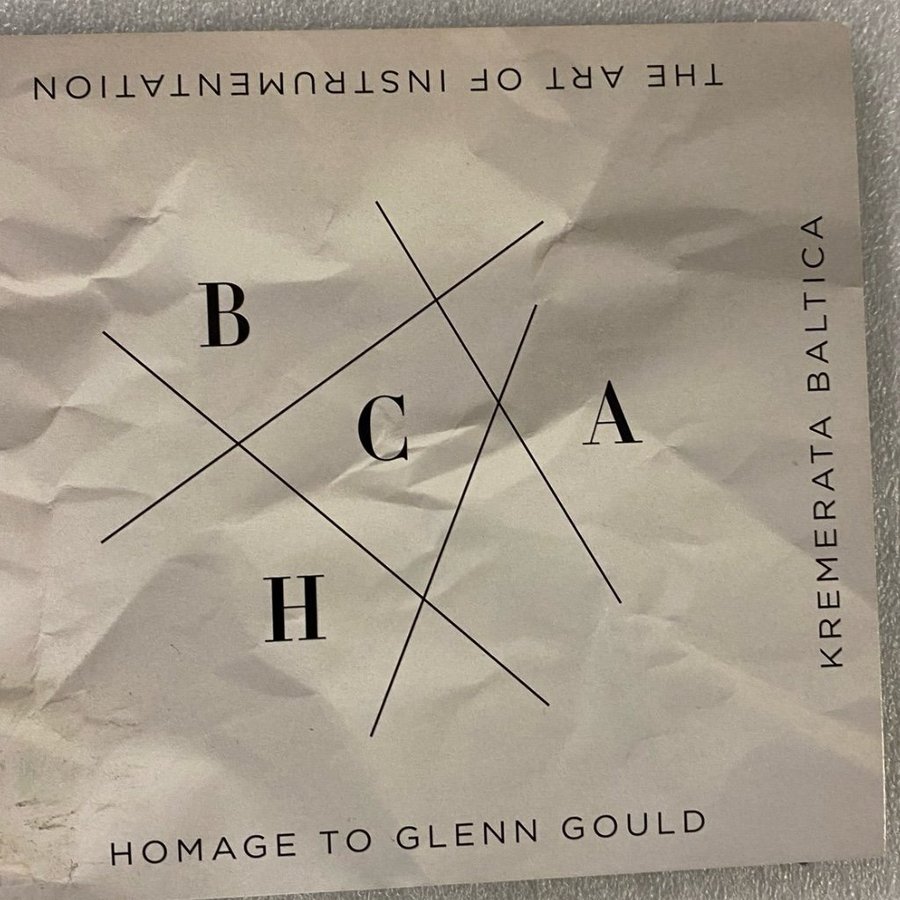 THE ART OF INSTRUMENTATION
B
C
A
H
KREMERATA BALTICA
HOMAGE TO GLENN GOULD